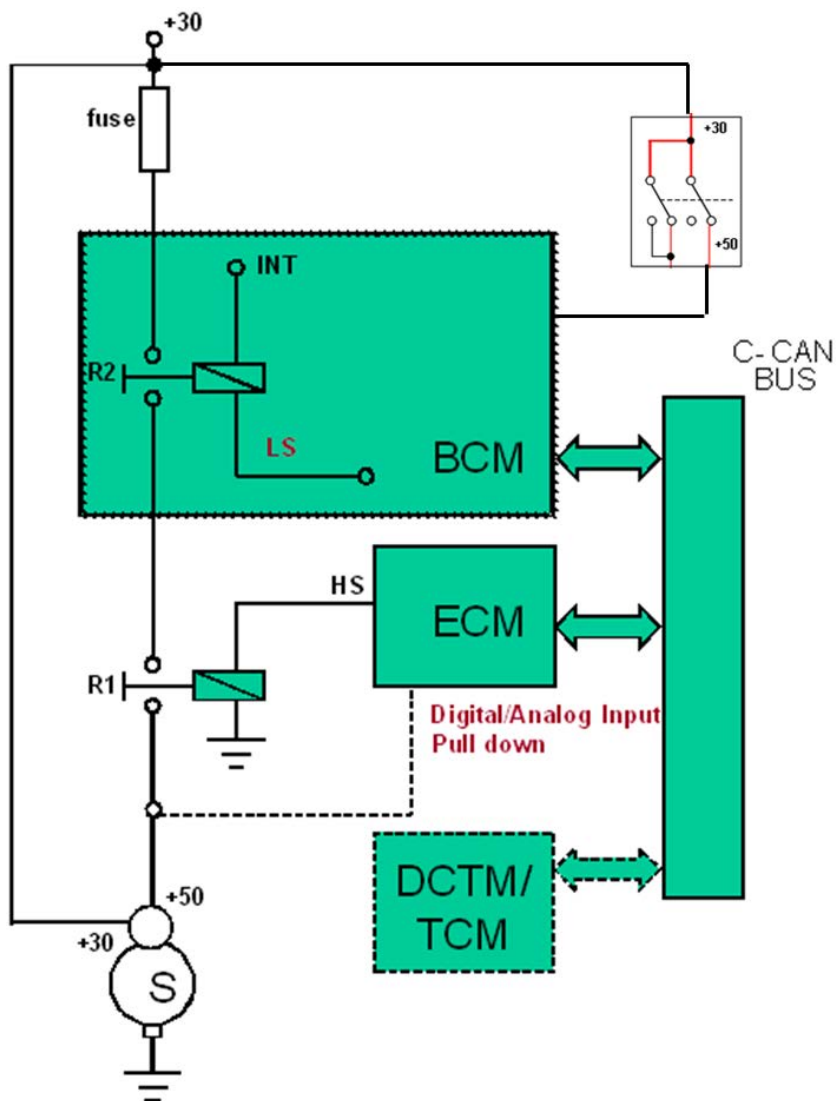 +30
fuse
+30
+50
INT
R2
LS
BCM
C-CAN
BUS
HS
ECM
R1
Digital/Analog Input
Pull down
DCTM/
TCM
+50
+30
S